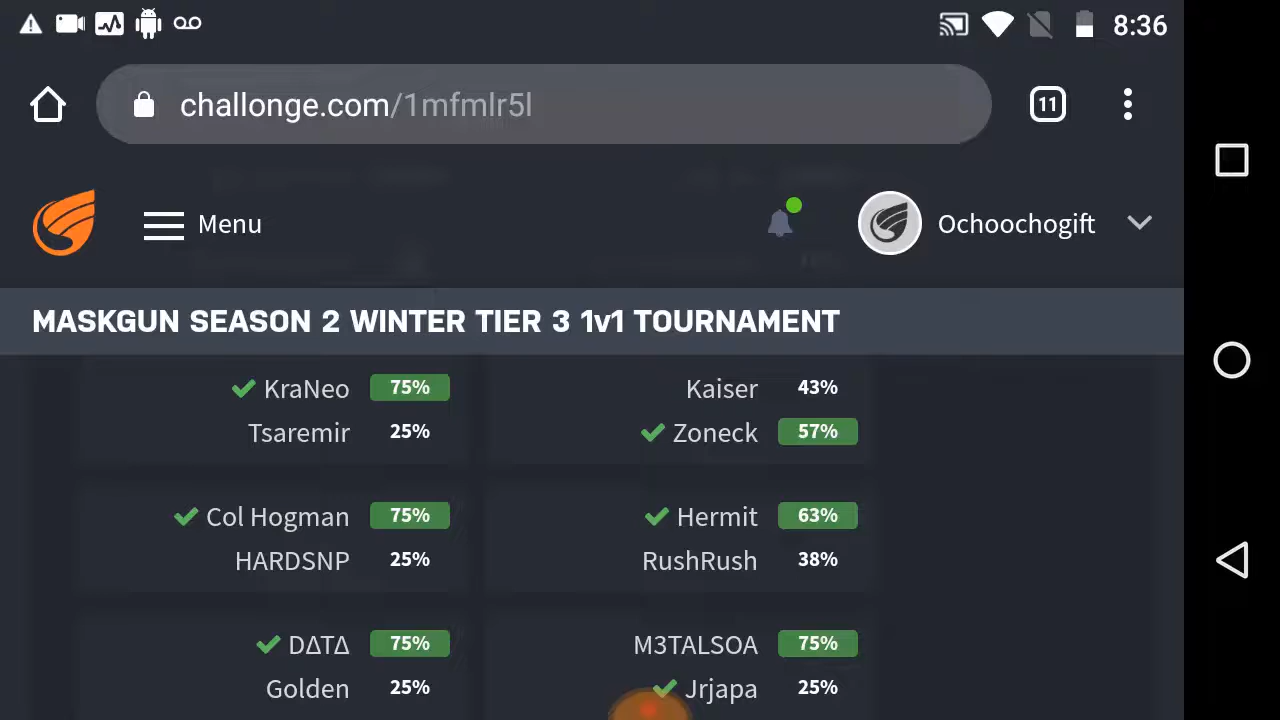 8:36
challonge.com/1mfmlr5l
11
Menu
Ochoochogift
MASKGUN SEASON 2 WINTER TIER 3 1v1 TOURNAMENT
KraNeo 75%
Tsaremir 25%
Kaiser 43%
Zoneck 57%
Col Hogman 75%
HARDSNP 25%
Hermit 63%
RushRush 38%
DΔTΔ 75%
Golden 25%
M3TALSOA 75%
Jrjapa 25%